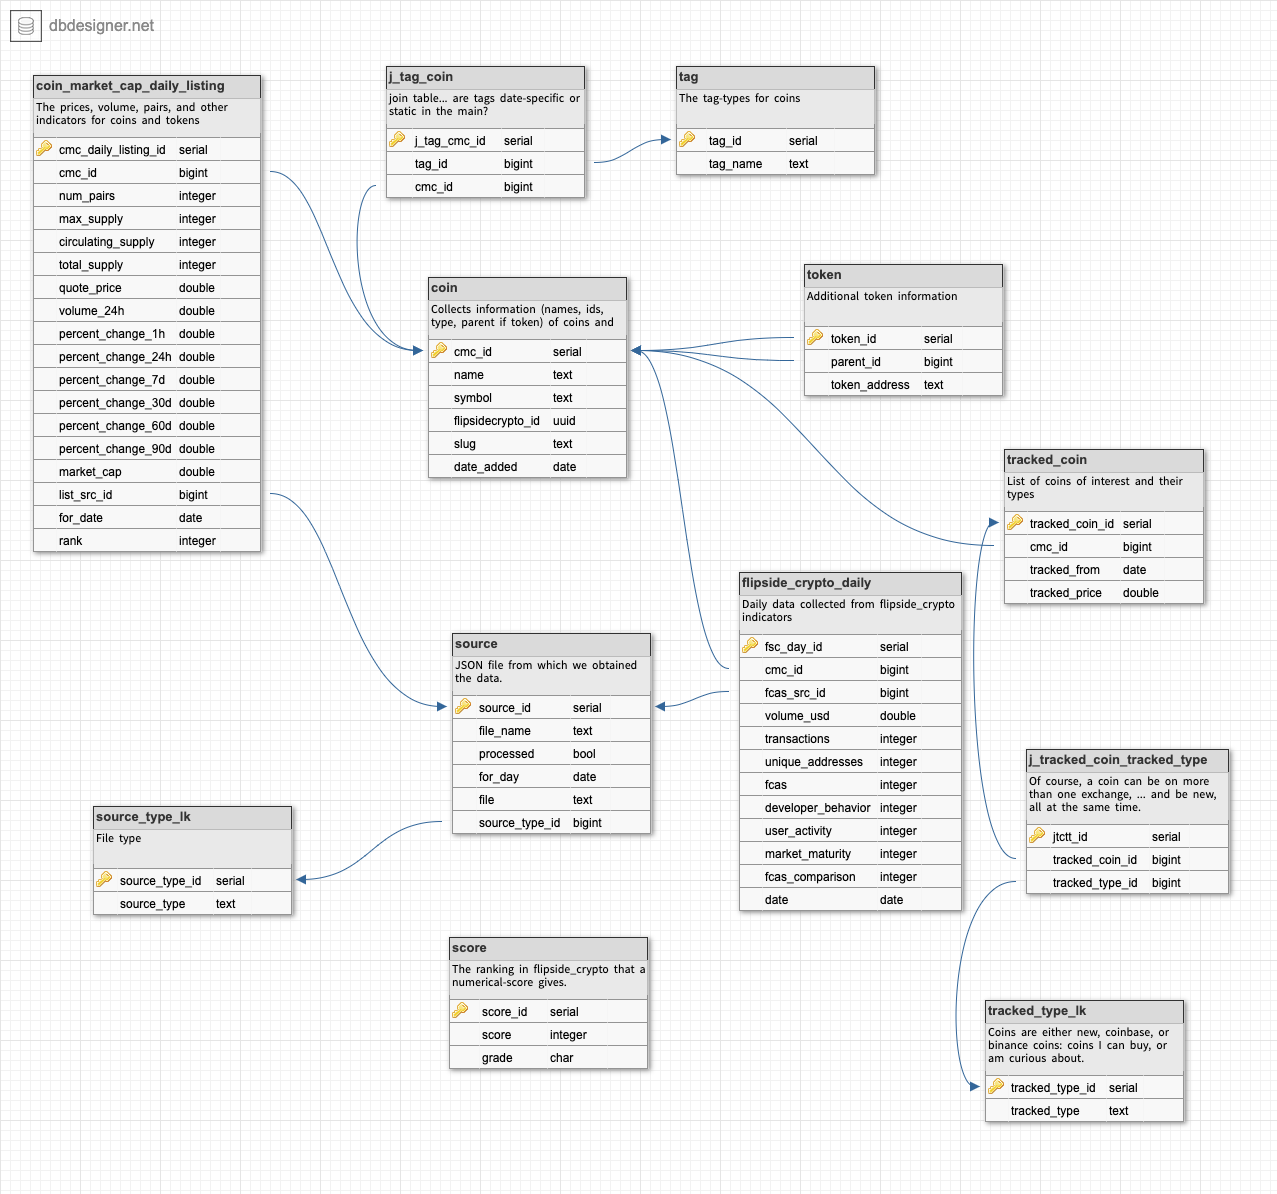 dbdesigner.net
coin_market_cap_daily_listing
The prices, volume, pairs, and other
indicators for coins and tokens
cmc_daily_listing_id serial
cmc_id bigint
num_pairs integer
max_supply integer
circulating_supply integer
total_supply integer
quote_price double
volume_24h double
percent_change_1h double
percent_change_24h double
percent_change_7d double
percent_change_30d double
percent_change_60d double
percent_change_90d double
market_cap double
list_src_id bigint
for_date date
rank integer
j_tag_coin
join table... are tags date-specific or
static in the main?
j_tag_cmc_id serial
tag_id bigint
cmc_id bigint
tag
The tag-types for coins
tag_id serial
tag_name text
coin
Collects information (names, ids,
type, parent if token) of coins and
cmc_id serial
name text
symbol text
flipsidecrypto_id uuid
slug text
date_added date
token
Additional token information
token_id serial
parent_id bigint
token_address text
tracked_coin
List of coins of interest and their
types
tracked_coin_id serial
cmc_id bigint
tracked_from date
tracked_price double
flipside_crypto_daily
Daily data collected from flipside_crypto
indicators
fsc_day_id serial
cmc_id bigint
fcas_src_id bigint
volume_usd double
transactions integer
unique_addresses integer
fcas integer
developer_behavior integer
user_activity integer
market_maturity integer
fcas_comparison integer
date date
source
JSON file from which we obtained
the data.
source_id serial
file_name text
processed bool
for_day date
file text
source_type_id bigint
j_tracked_coin_tracked_type
Of course, a coin can be on more
than one exchange, ... and be new,
all at the same time.
jtctt_id serial
tracked_coin_id bigint
tracked_type_id bigint
source_type_lk
File type
source_type_id serial
source_type text
score
The ranking in flipside_crypto that a
numerical-score gives.
score_id serial
score integer
grade char
tracked_type_lk
Coins are either new, coinbase, or
binance coins: coins I can buy, or
am curious about.
tracked_type_id serial
tracked_type text